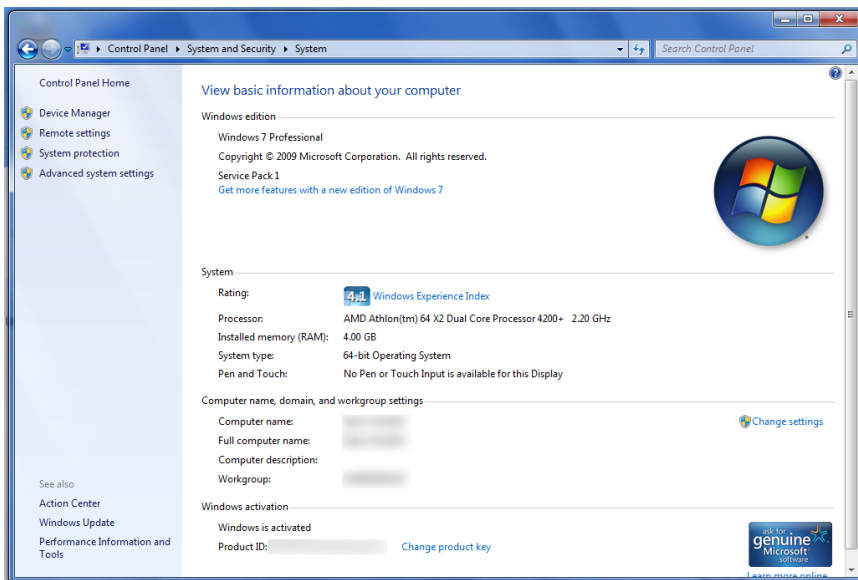 Control Panel ▸ System and Security ▸ System
Search Control Panel
Control Panel Home
Device Manager
Remote settings
System protection
Advanced system settings
See also
Action Center
Windows Update
Performance Information and
Tools
View basic information about your computer
Windows edition
Windows 7 Professional
Copyright © 2009 Microsoft Corporation. All rights reserved.
Service Pack 1
Get more features with a new edition of Windows 7
System
Rating:
4.1 Windows Experience Index
Processor: AMD Athlon(tm) 64 X2 Dual Core Processor 4200+ 2.20 GHz
Installed memory (RAM): 4.00 GB
System type: 64-bit Operating System
Pen and Touch: No Pen or Touch Input is available for this Display
Computer name, domain, and workgroup settings
Computer name:
Change settings
Full computer name:
Computer description:
Workgroup:
Windows activation
Windows is activated
Product ID: Change product key
ask for
genuine
Microsoft
software
Learn more online